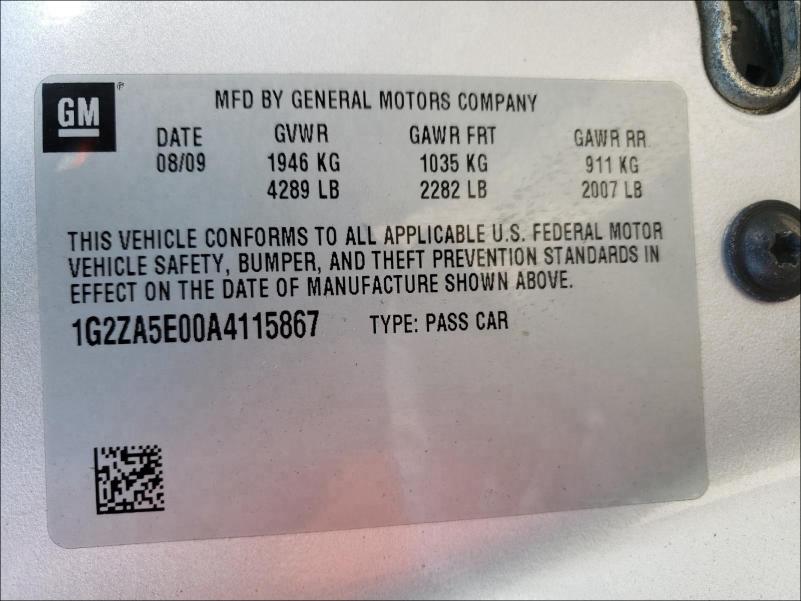 GM
MFD BY GENERAL MOTORS COMPANY
DATE GVWR GAWR FRT GAWR RR
08/09 1946 KG 1035 KG 911 KG
4289 LB 2282 LB 2007 LB
THIS VEHICLE CONFORMS TO ALL APPLICABLE U.S. FEDERAL MOTOR
VEHICLE SAFETY, BUMPER, AND THEFT PREVENTION STANDARDS IN
EFFECT ON THE DATE OF MANUFACTURE SHOWN ABOVE.
1G2ZA5E00A4115867 TYPE: PASS CAR